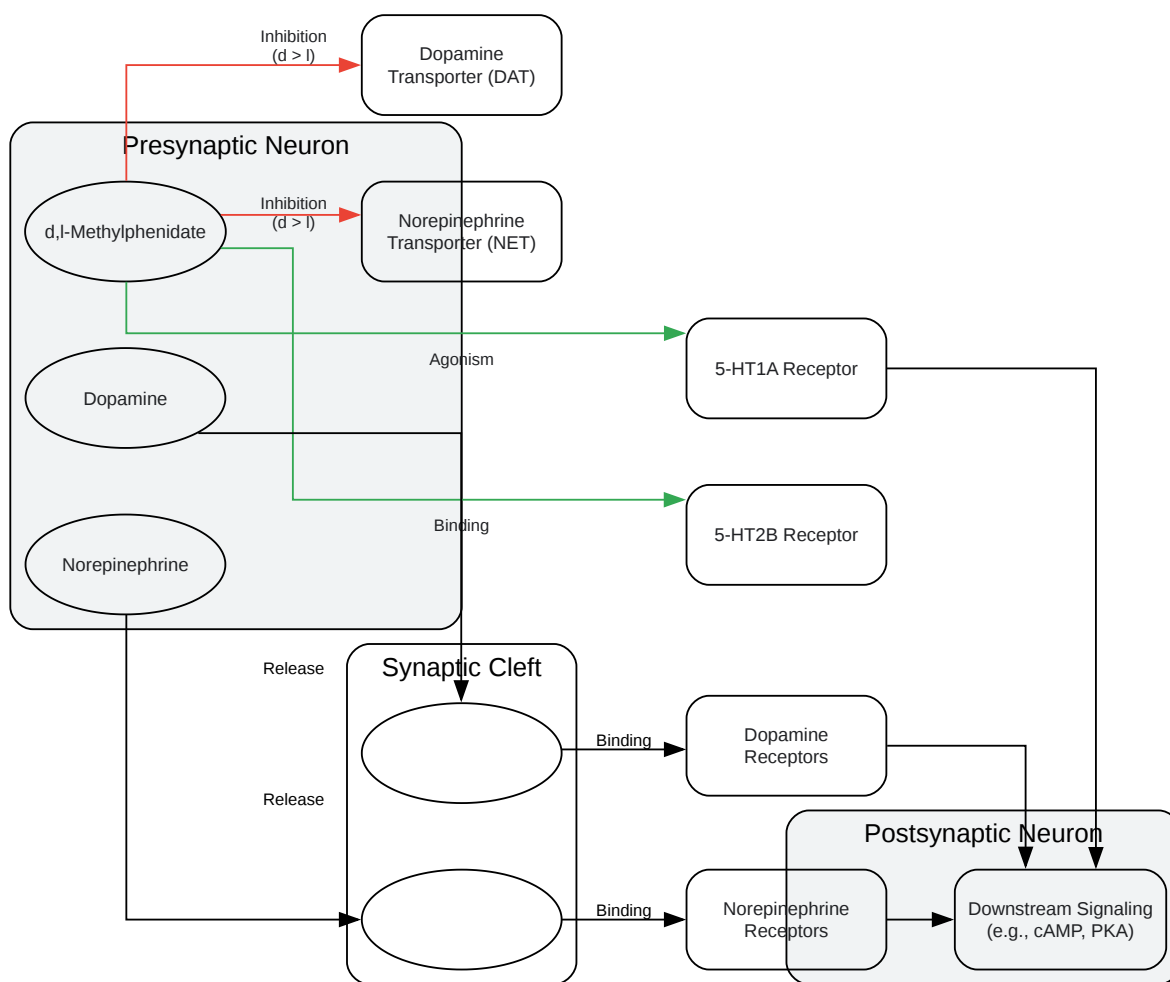 Inhibition
(d > l)
Dopamine
Transporter (DAT)
Presynaptic Neuron
d,l-Methylphenidate
Inhibition
(d > l)
Norepinephrine
Transporter (NET)
Agonism
5-HT1A Receptor
Dopamine
Binding
5-HT2B Receptor
Norepinephrine
Release
Synaptic Cleft
Binding
Dopamine
Receptors
Release
Postsynaptic Neuron
Binding
Norepinephrine
Receptors
Downstream Signaling
(e.g., cAMP, PKA)